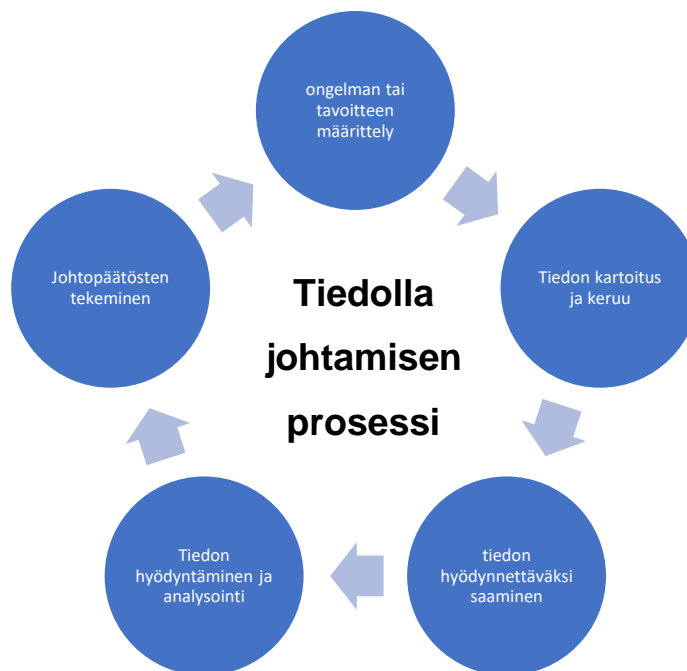 ongelman tai
tavoitteen
määrittely
Tiedon kartoitus
ja keruu
tiedon
hyödynnettäväksi
saaminen
Tiedon
hyödyntäminen ja
analysointi
Johtopäätösten
tekeminen
Tiedolla
johtamisen
prosessi